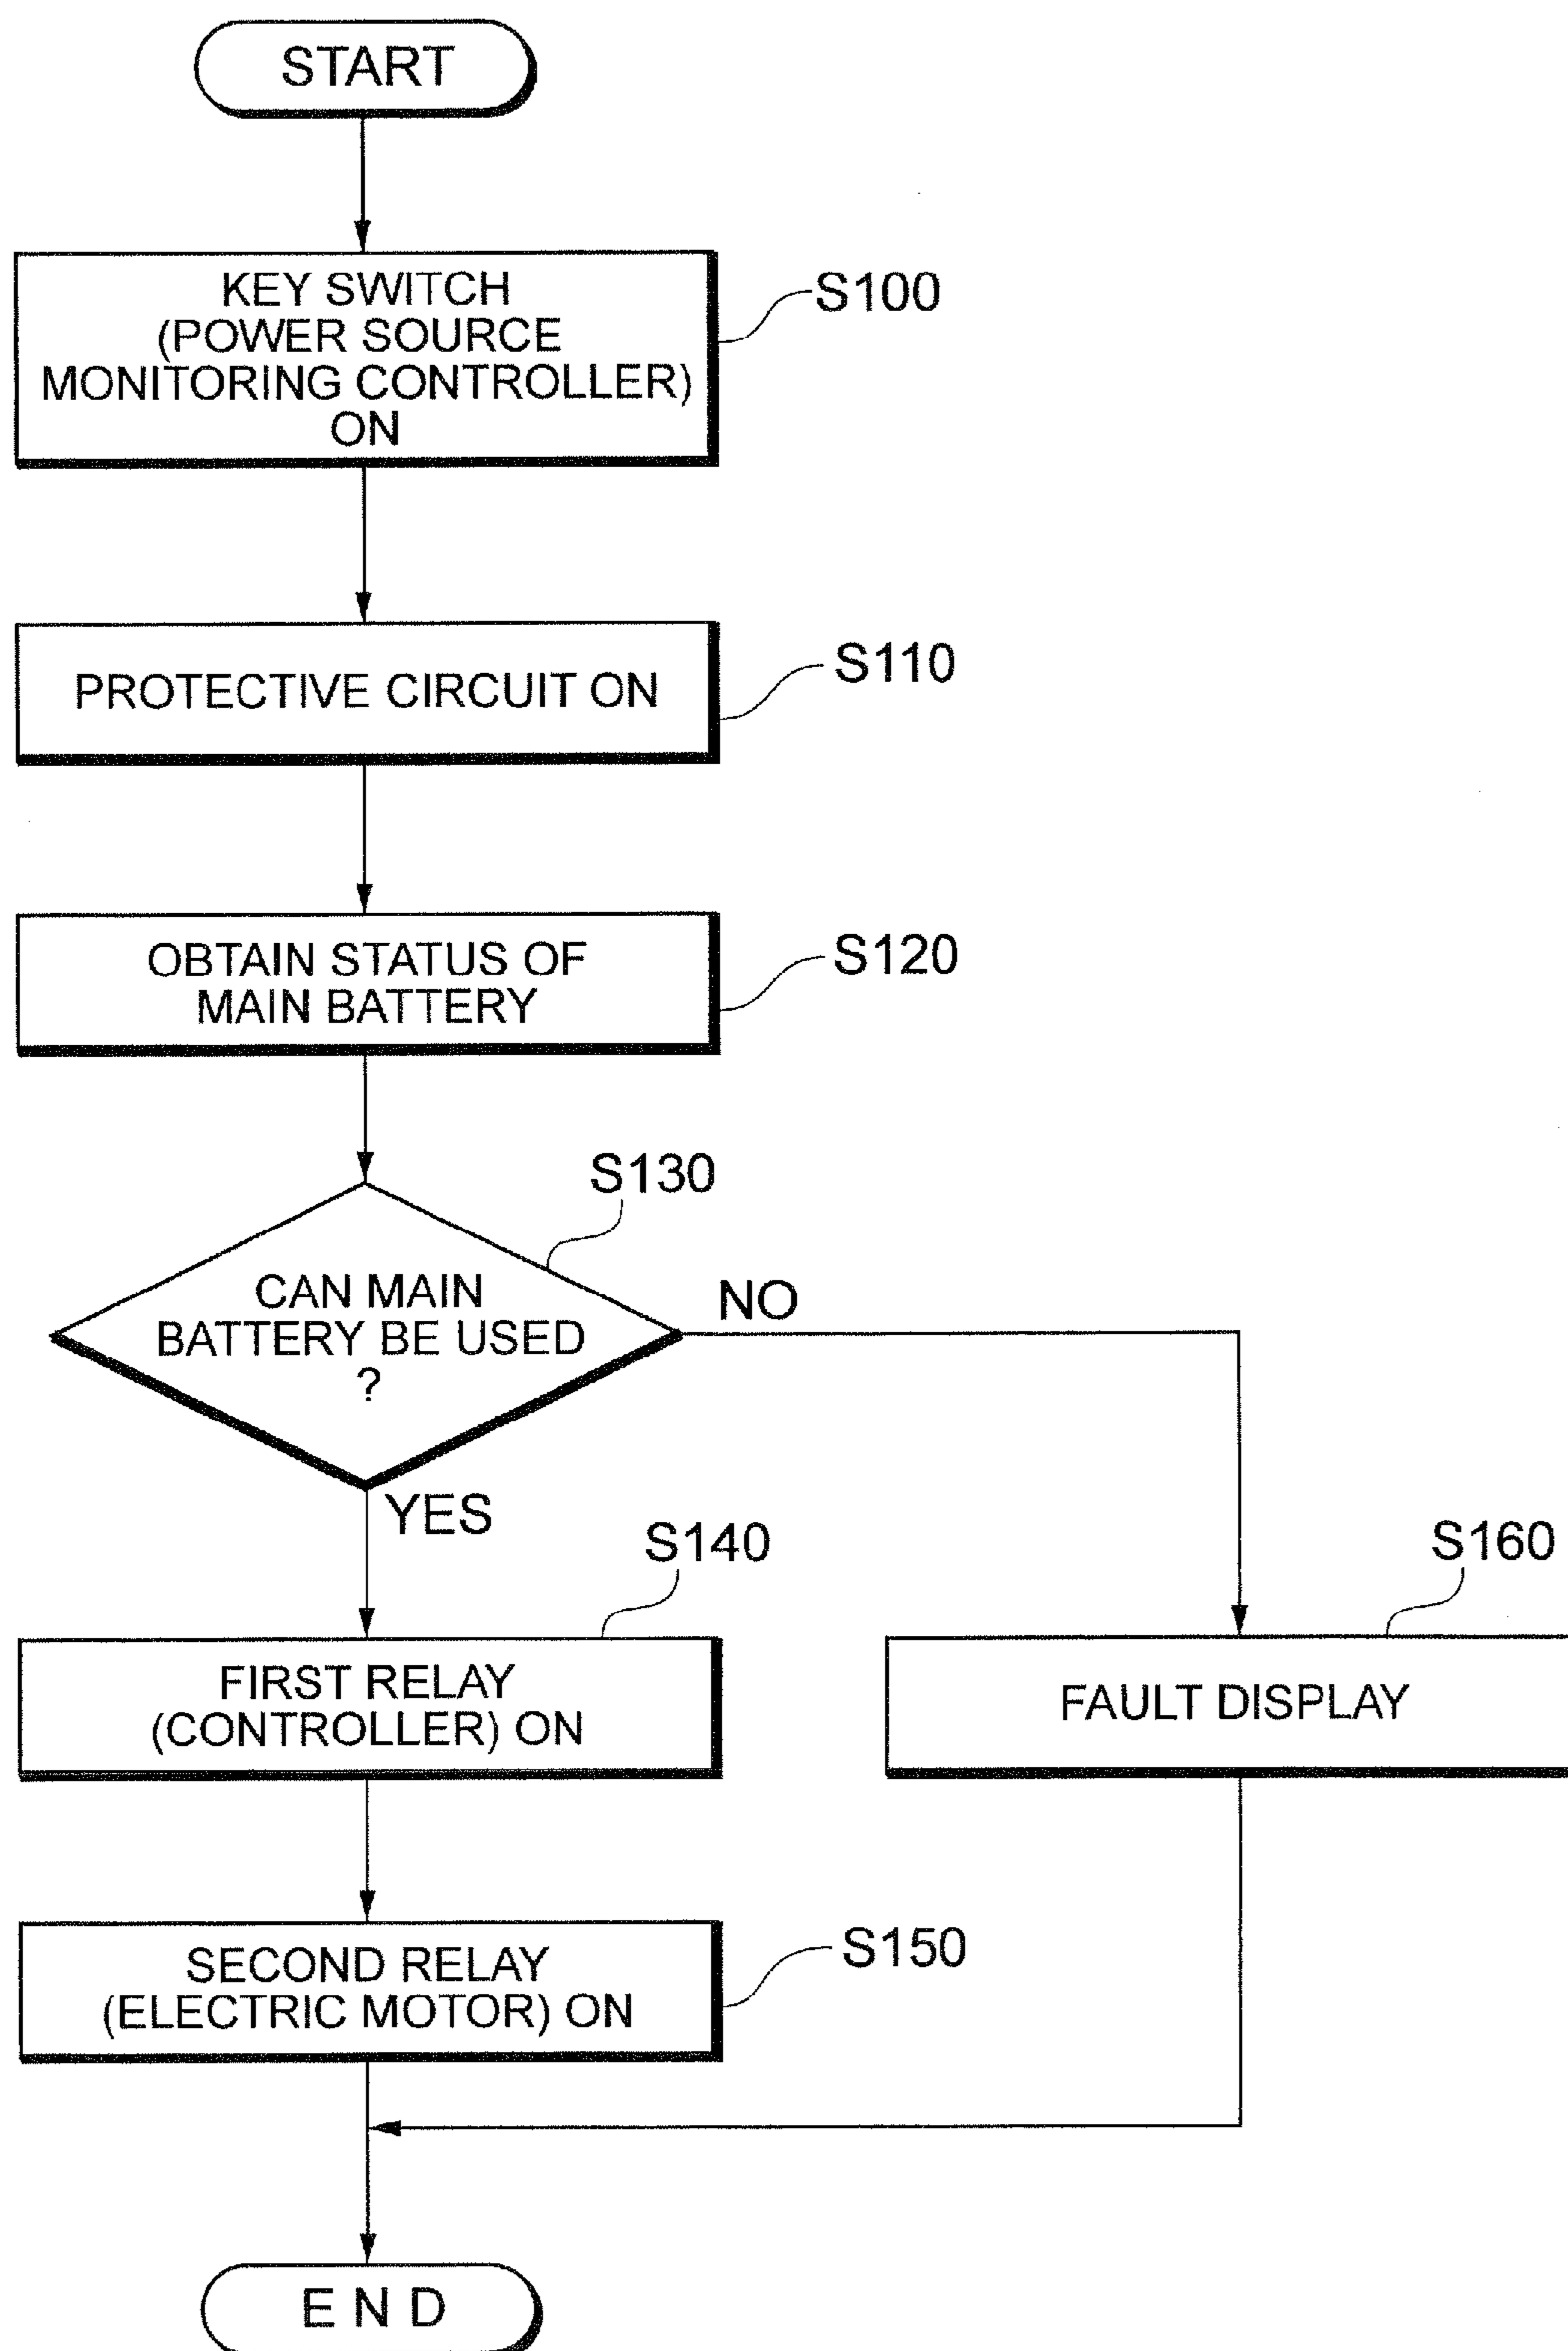 START
KEY SWITCH
(POWER SOURCE
MONITORING CONTROLLER)
ON
S100
PROTECTIVE CIRCUIT ON
S110
OBTAIN STATUS OF
MAIN BATTERY
S120
S130
CAN MAIN
BATTERY BE USED
?
NO
YES
S140
FIRST RELAY
(CONTROLLER) ON
S160
FAULT DISPLAY
SECOND RELAY
(ELECTRIC MOTOR) ON
S150
END